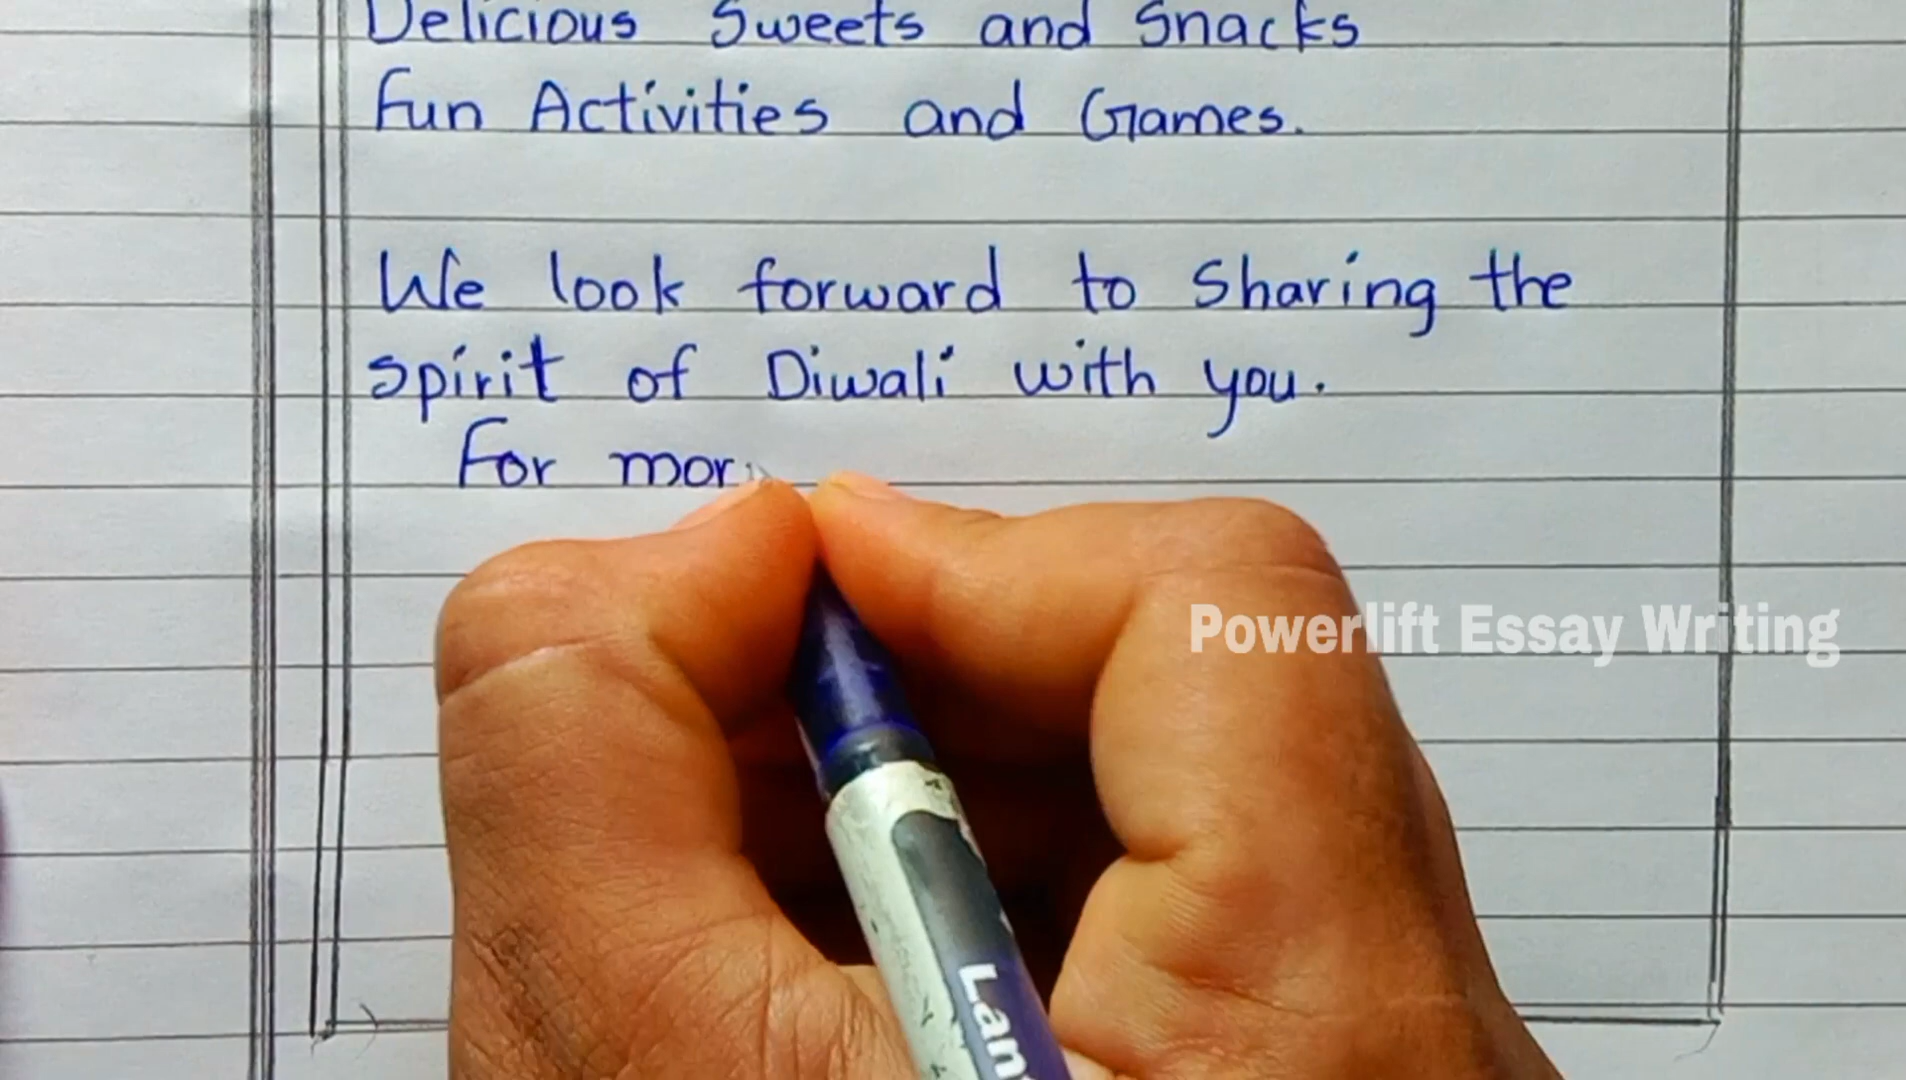 Delicious Sweets and Snacks
Fun Activities and Games.
We look forward to Sharing the
spirit of Diwali with you.
For mor
Powerlift Essay Writing